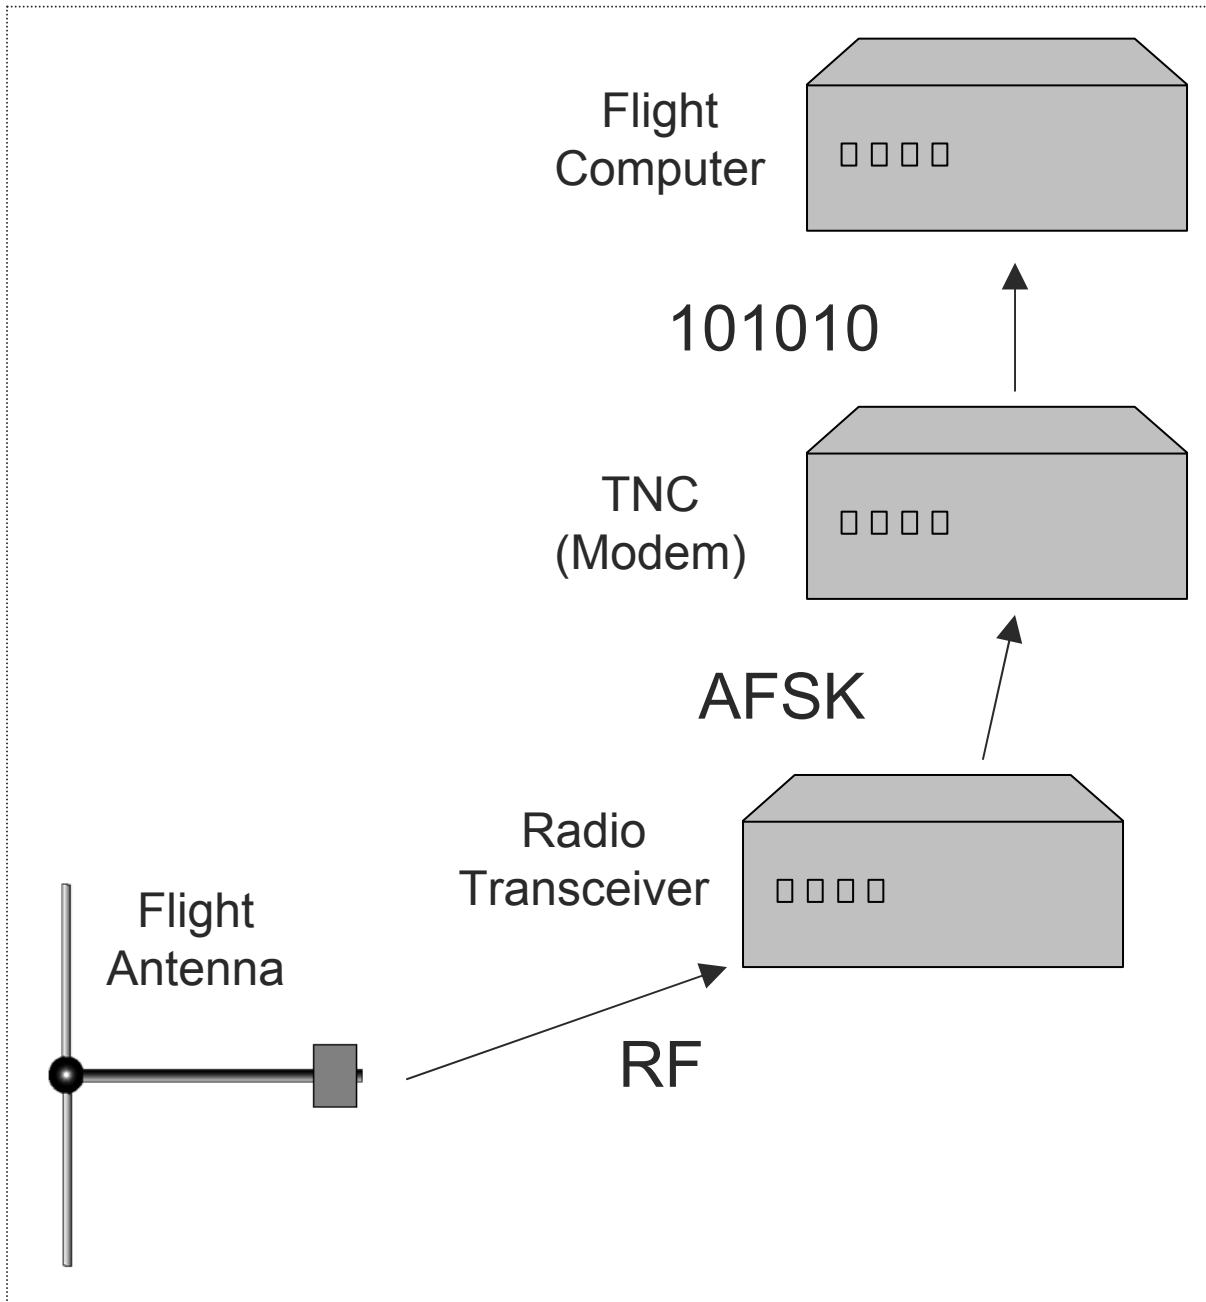 Flight
Computer
101010
TNC
(Modem)
AFSK
Radio
Transceiver
Flight
Antenna
RF